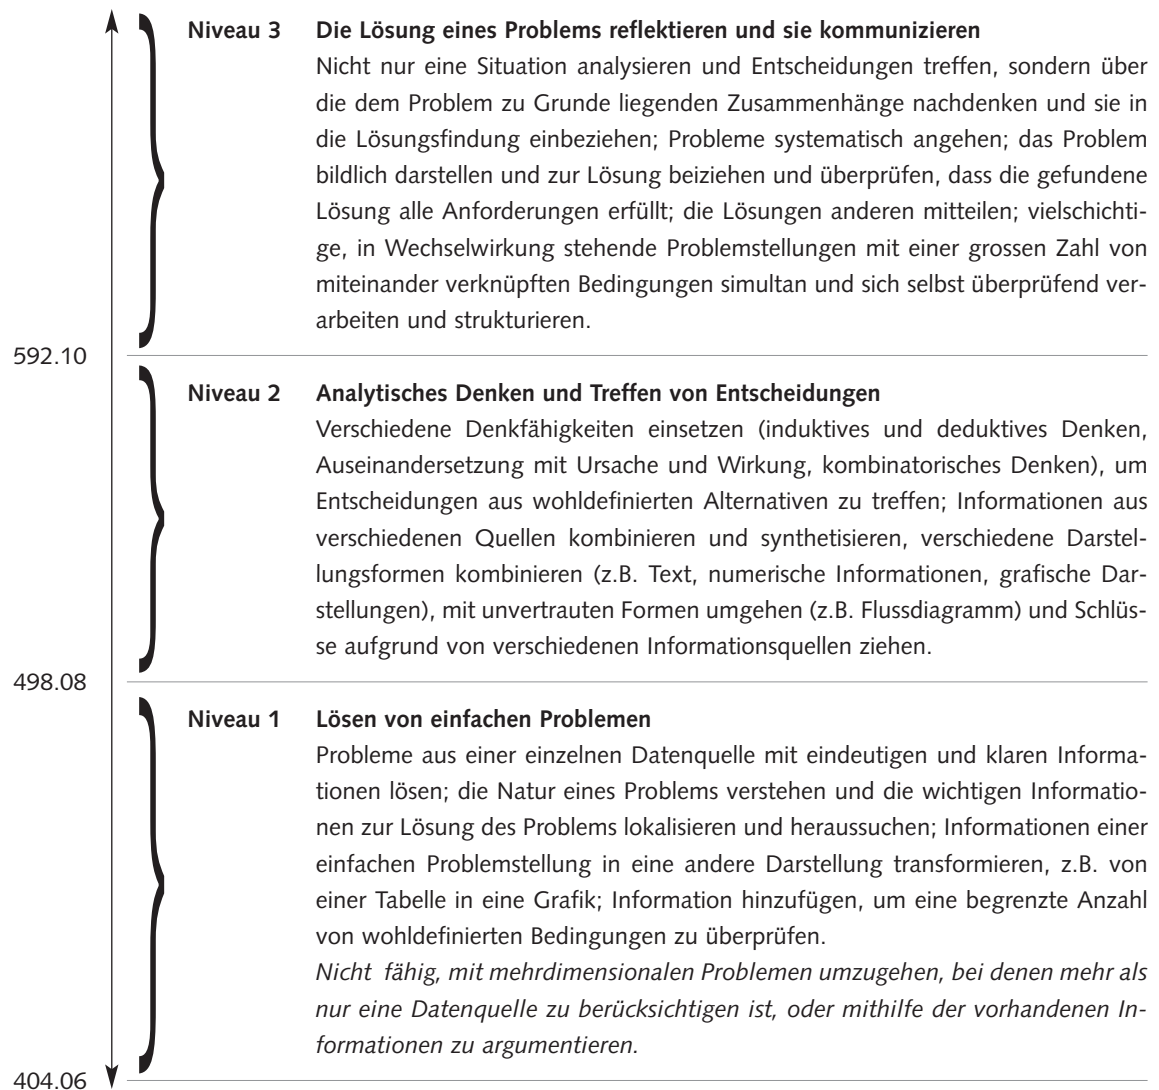 Niveau 3 Die Lösung eines Problems reflektieren und sie kommunizieren
Nicht nur eine Situation analysieren und Entscheidungen treffen, sondern über
die dem Problem zu Grunde liegenden Zusammenhänge nachdenken und sie in
die Lösungsfindung einbeziehen; Probleme systematisch angehen; das Problem
bildlich darstellen und zur Lösung beiziehen und überprüfen, dass die gefundene
Lösung alle Anforderungen erfüllt; die Lösungen anderen mitteilen; vielschichti-
ge, in Wechselwirkung stehende Problemstellungen mit einer grossen Zahl von
miteinander verknüpften Bedingungen simultan und sich selbst überprüfend ver-
arbeiten und strukturieren.
592.10
Niveau 2 Analytisches Denken und Treffen von Entscheidungen
Verschiedene Denkfähigkeiten einsetzen (induktives und deduktives Denken,
Auseinandersetzung mit Ursache und Wirkung, kombinatorisches Denken), um
Entscheidungen aus wohldefinierten Alternativen zu treffen; Informationen aus
verschiedenen Quellen kombinieren und synthetisieren, verschiedene Darstel-
lungsformen kombinieren (z.B. Text, numerische Informationen, grafische Dar-
stellungen), mit unvertrauten Formen umgehen (z.B. Flussdiagramm) und Schlüs-
se aufgrund von verschiedenen Informationsquellen ziehen.
498.08
Niveau 1 Lösen von einfachen Problemen
Probleme aus einer einzelnen Datenquelle mit eindeutigen und klaren Informa-
tionen lösen; die Natur eines Problems verstehen und die wichtigen Informatio-
nen zur Lösung des Problems lokalisieren und heraussuchen; Informationen einer
einfachen Problemstellung in eine andere Darstellung transformieren, z.B. von
einer Tabelle in eine Grafik; Information hinzufügen, um eine begrenzte Anzahl
von wohldefinierten Bedingungen zu überprüfen.
Nicht fähig, mit mehrdimensionalen Problemen umzugehen, bei denen mehr als
nur eine Datenquelle zu berücksichtigen ist, oder mithilfe der vorhandenen In-
formationen zu argumentieren.
404.06